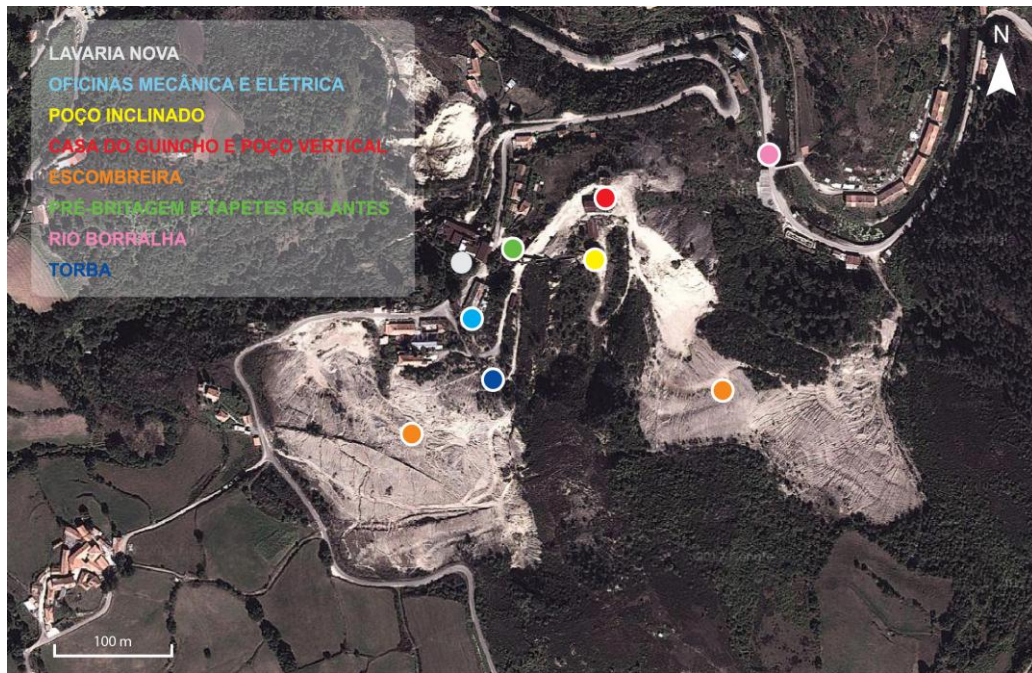 LAVARIA NOVA
OFICINAS MECÂNICA E ELÉTRICA
POÇO INCLINADO
CASA DO GUINCHO E POÇO VERTICAL
ESCOMBREIRA
PRÉ-BRITAGEM E TAPETES ROLANTES
RIO BORRALHA
TORBA
N
100 m